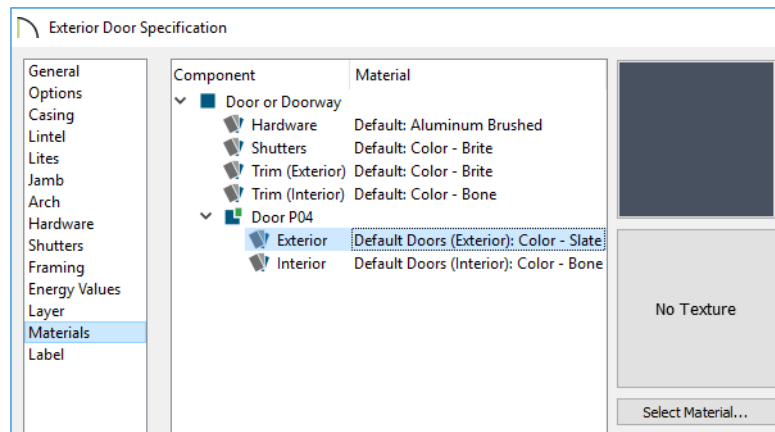 Exterior Door Specification
General
Options
Casing
Lintel
Lites
Jamb
Arch
Hardware
Shutters
Framing
Energy Values
Layer
Materials
Label
Component Material
Door or Doorway
Hardware Default: Aluminum Brushed
Shutters Default: Color - Brite
Trim (Exterior) Default: Color - Brite
Trim (Interior) Default: Color - Bone
Door P04
Exterior Default Doors (Exterior): Color - Slate
Interior Default Doors (Interior): Color - Bone
No Texture
Select Material...